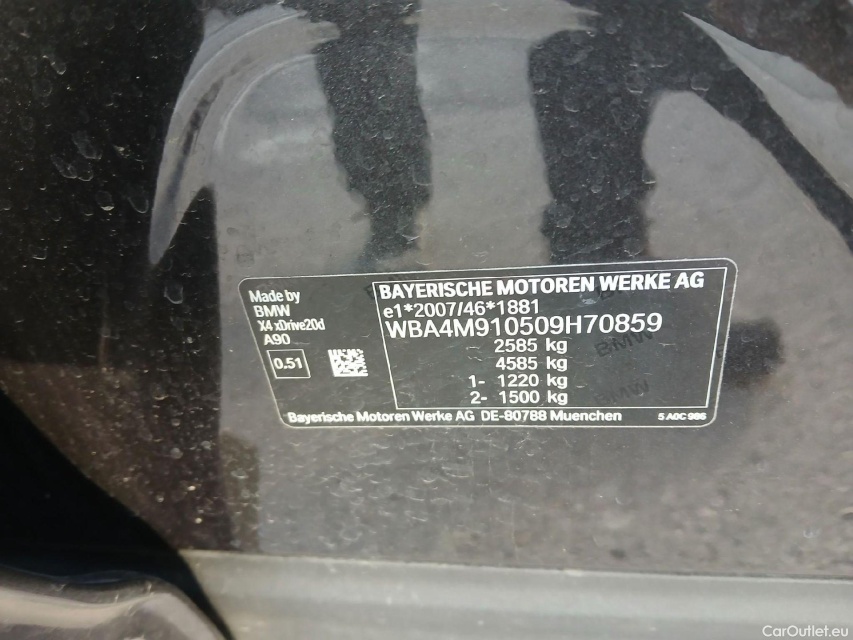 Made by
BMW
X4 xDrive20d
A90
0.51
BAYERISCHE MOTOREN WERKE AG
e1*2007/46*1881
WBA4M910509H70859
2585 kg
4585 kg
1- 1220 kg
2- 1500 kg
Bayerische Motoren Werke AG DE-80788 Muenchen
5 A0C 986
BMW
BMW
CarOutlet.eu